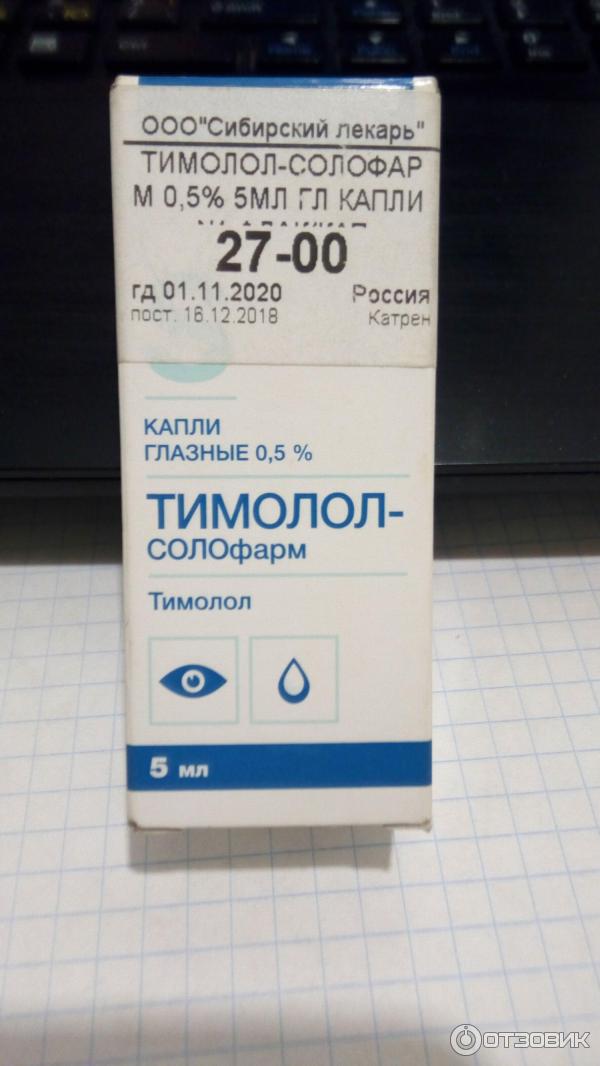 ООО"Сибирский лекарь"
ТИМОЛОЛ-СОЛОФАР
М 0,5% 5МЛ ГЛ КАПЛИ
27-00
гд 01.11.2020 Россия
пост. 16.12.2018 Катрен
КАПЛИ
ГЛАЗНЫЕ 0,5 %
ТИМОЛОЛ-
СОЛОфарм
Тимолол
5 мл
ОТЗОВИК